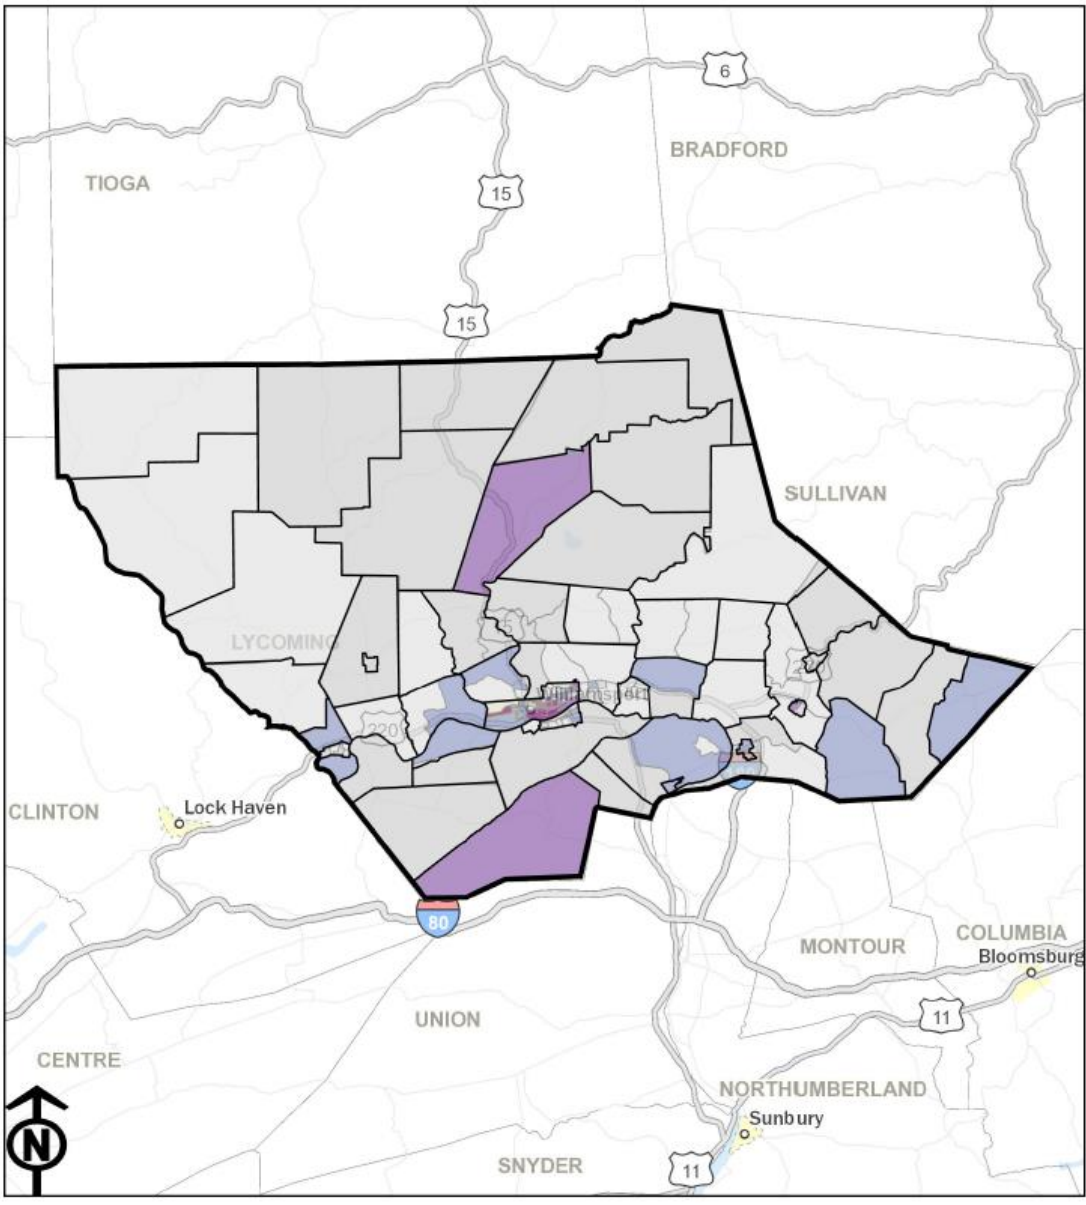 6
BRADFORD
TIOGA
15
15
SULLIVAN
LYCOMING
15
Williamsport
220
CLINTON
Lock Haven
80
MONTOUR
COLUMBIA
Bloomsburg
11
UNION
CENTRE
NORTHUMBERLAND
Sunbury
N
SNYDER
11